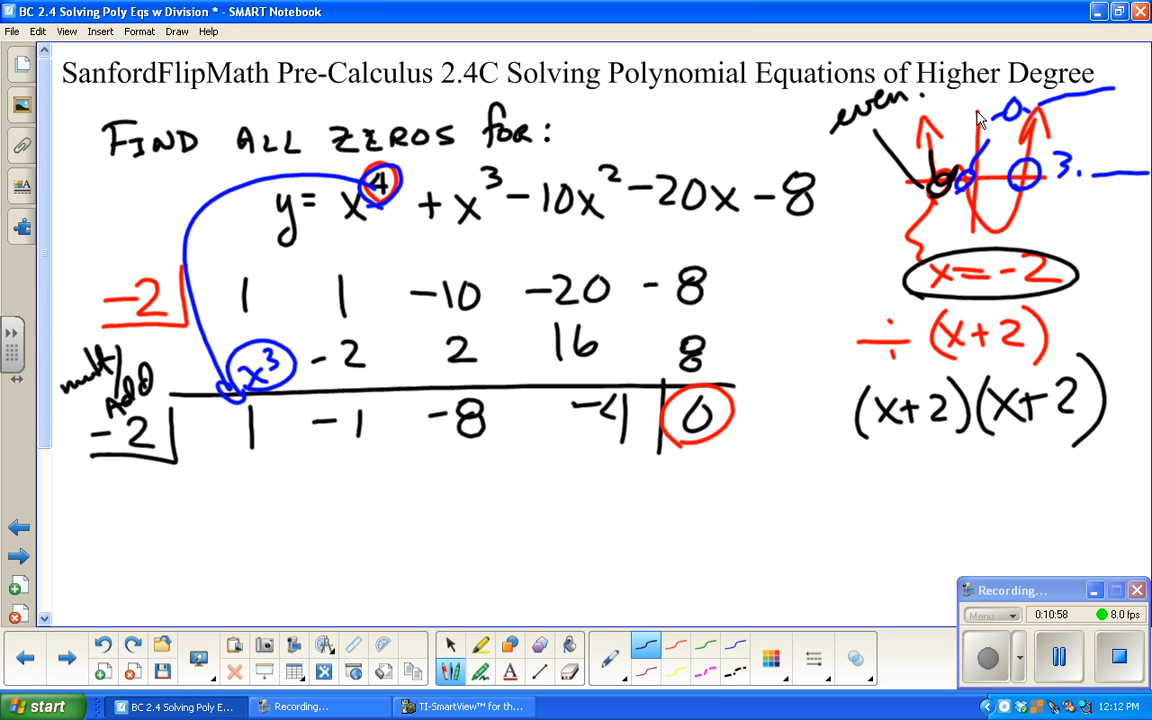 BC 2.4 Solving Poly Eqs w Division * - SMART Notebook
File Edit View Insert Format Draw Help
SanfordFlipMath Pre-Calculus 2.4C Solving Polynomial Equations of Higher Degree
even!
FIND ALL ZEROS for:
-0.
3.
y = x⁴ + x³ - 10x² - 20x - 8
x = -2
-2 1 1 -10 -20 -8
÷ (x+2)
mult/ADD
x³ -2 2 16 8
(x+2)(x+2)
-2 1 -1 -8 -4 0
Recording...
Menu 0:10:58 8.0 fps
start BC 2.4 Solving Poly E... Recording... TI-SmartView™ for th... 12:12 PM